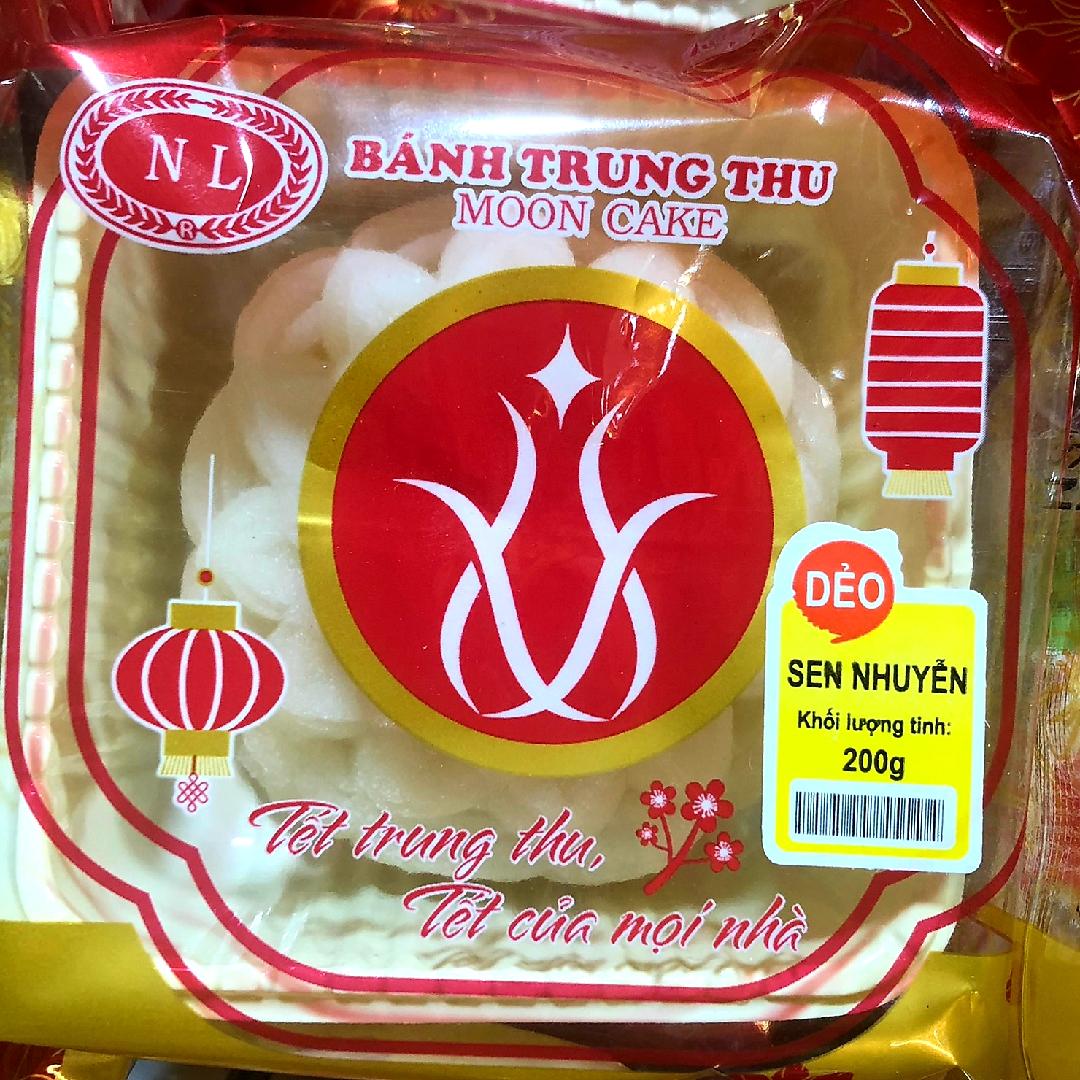 N L
®
BÁNH TRUNG THU
MOON CAKE
DẺO
SEN NHUYỄN
Khối lượng tịnh:
200g
Tết trung thu,
Tết của mọi nhà